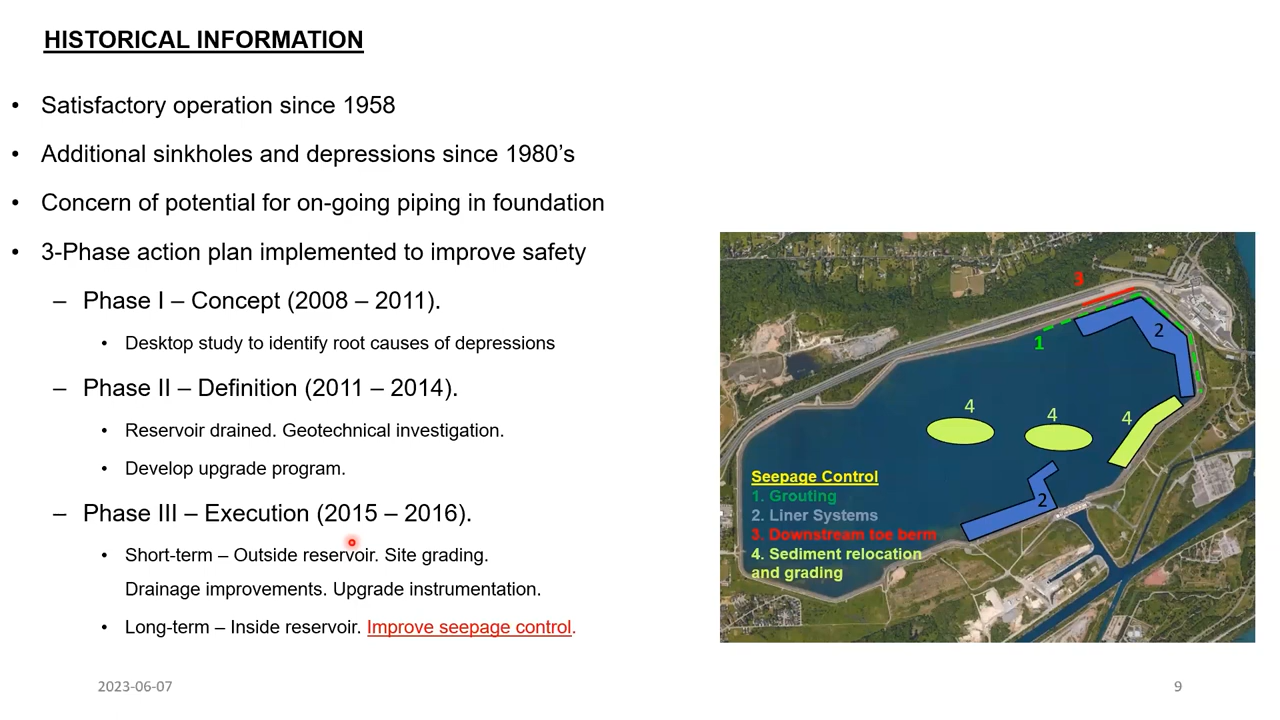 HISTORICAL INFORMATION
• Satisfactory operation since 1958
• Additional sinkholes and depressions since 1980’s
• Concern of potential for on-going piping in foundation
• 3-Phase action plan implemented to improve safety
– Phase I – Concept (2008 – 2011).
• Desktop study to identify root causes of depressions
– Phase II – Definition (2011 – 2014).
• Reservoir drained. Geotechnical investigation.
• Develop upgrade program.
– Phase III – Execution (2015 – 2016).
• Short-term – Outside reservoir. Site grading.
Drainage improvements. Upgrade instrumentation.
• Long-term – Inside reservoir. Improve seepage control.
3
2
1
4
4
4
2
Seepage Control
1. Grouting
2. Liner Systems
3. Downstream toe berm
4. Sediment relocation
and grading
2023-06-07
9